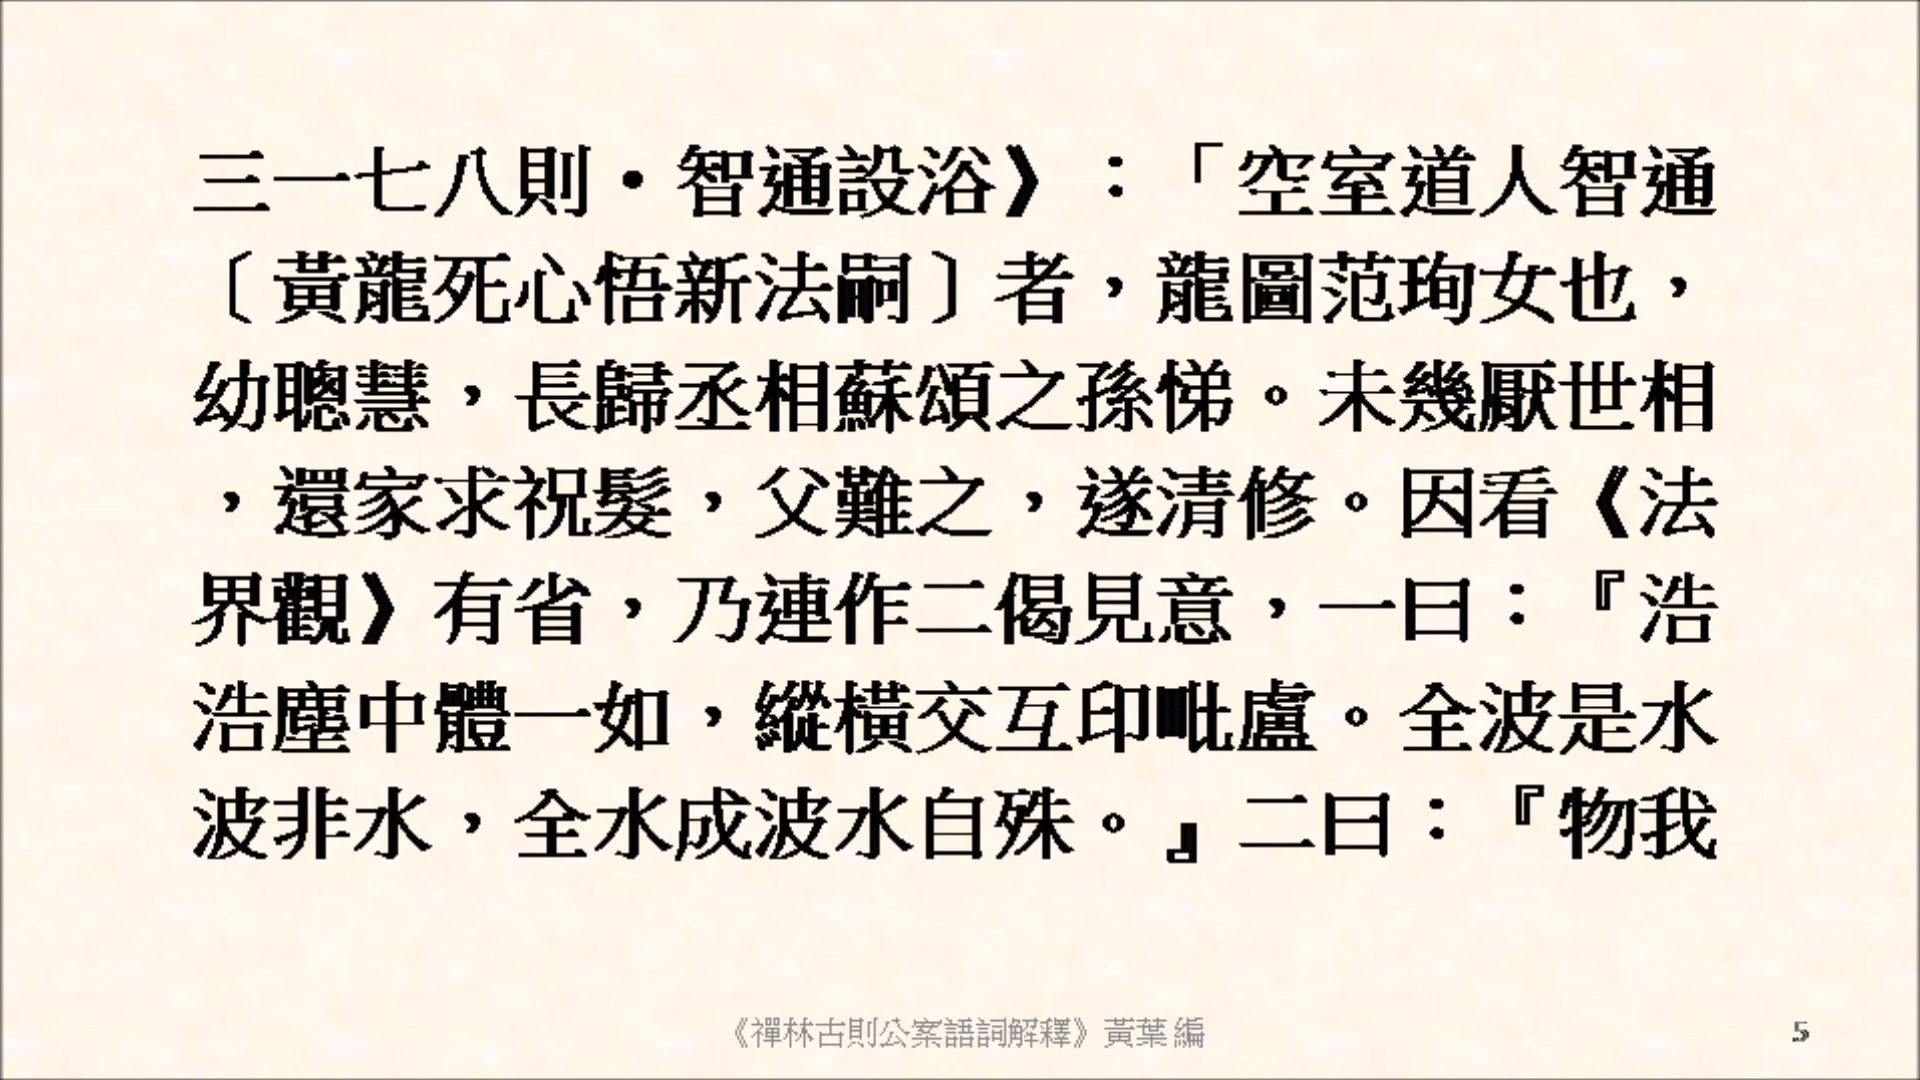 三一七八則•智通設浴》：「空室道人智通
〔黃龍死心悟新法嗣〕者，龍圖范珣女也，
幼聰慧，長歸丞相蘇頌之孫悌。未幾厭世相
，還家求祝髮，父難之，遂清修。因看《法
界觀》有省，乃連作二偈見意，一曰：『浩
浩塵中體一如，縱橫交互印毗盧。全波是水
波非水，全水成波水自殊。』二曰：『物我
《禪林古則公案語詞解釋》黃葉 編
5